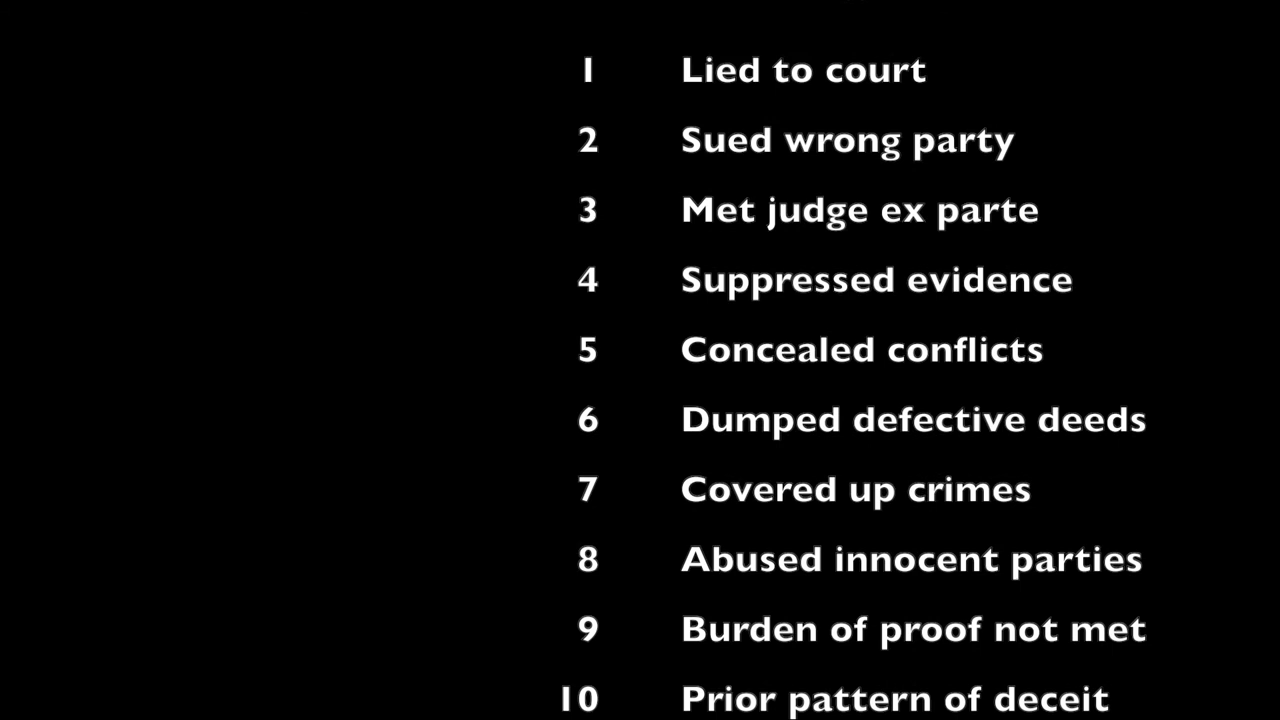 1 Lied to court
2 Sued wrong party
3 Met judge ex parte
4 Suppressed evidence
5 Concealed conflicts
6 Dumped defective deeds
7 Covered up crimes
8 Abused innocent parties
9 Burden of proof not met
10 Prior pattern of deceit